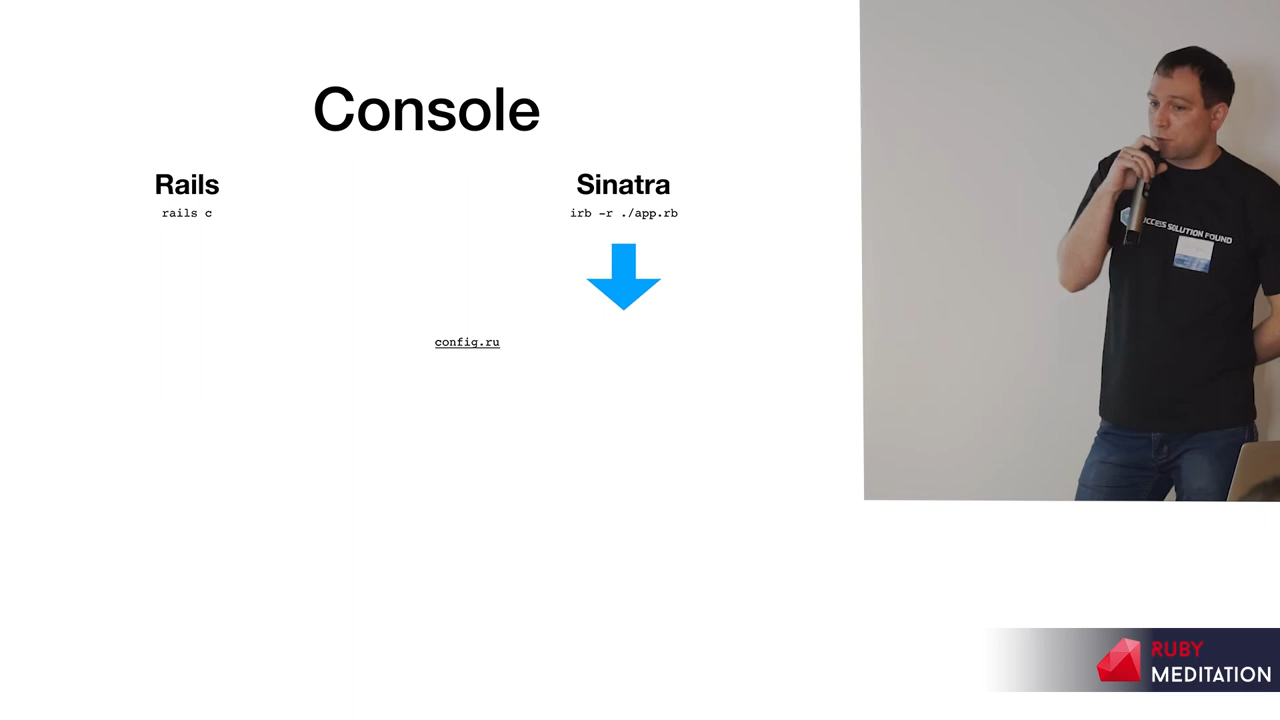 Console
Rails
Sinatra
rails c
irb -r ./app.rb
config.ru
SOLUTION FOUND
RUBY
MEDITATION